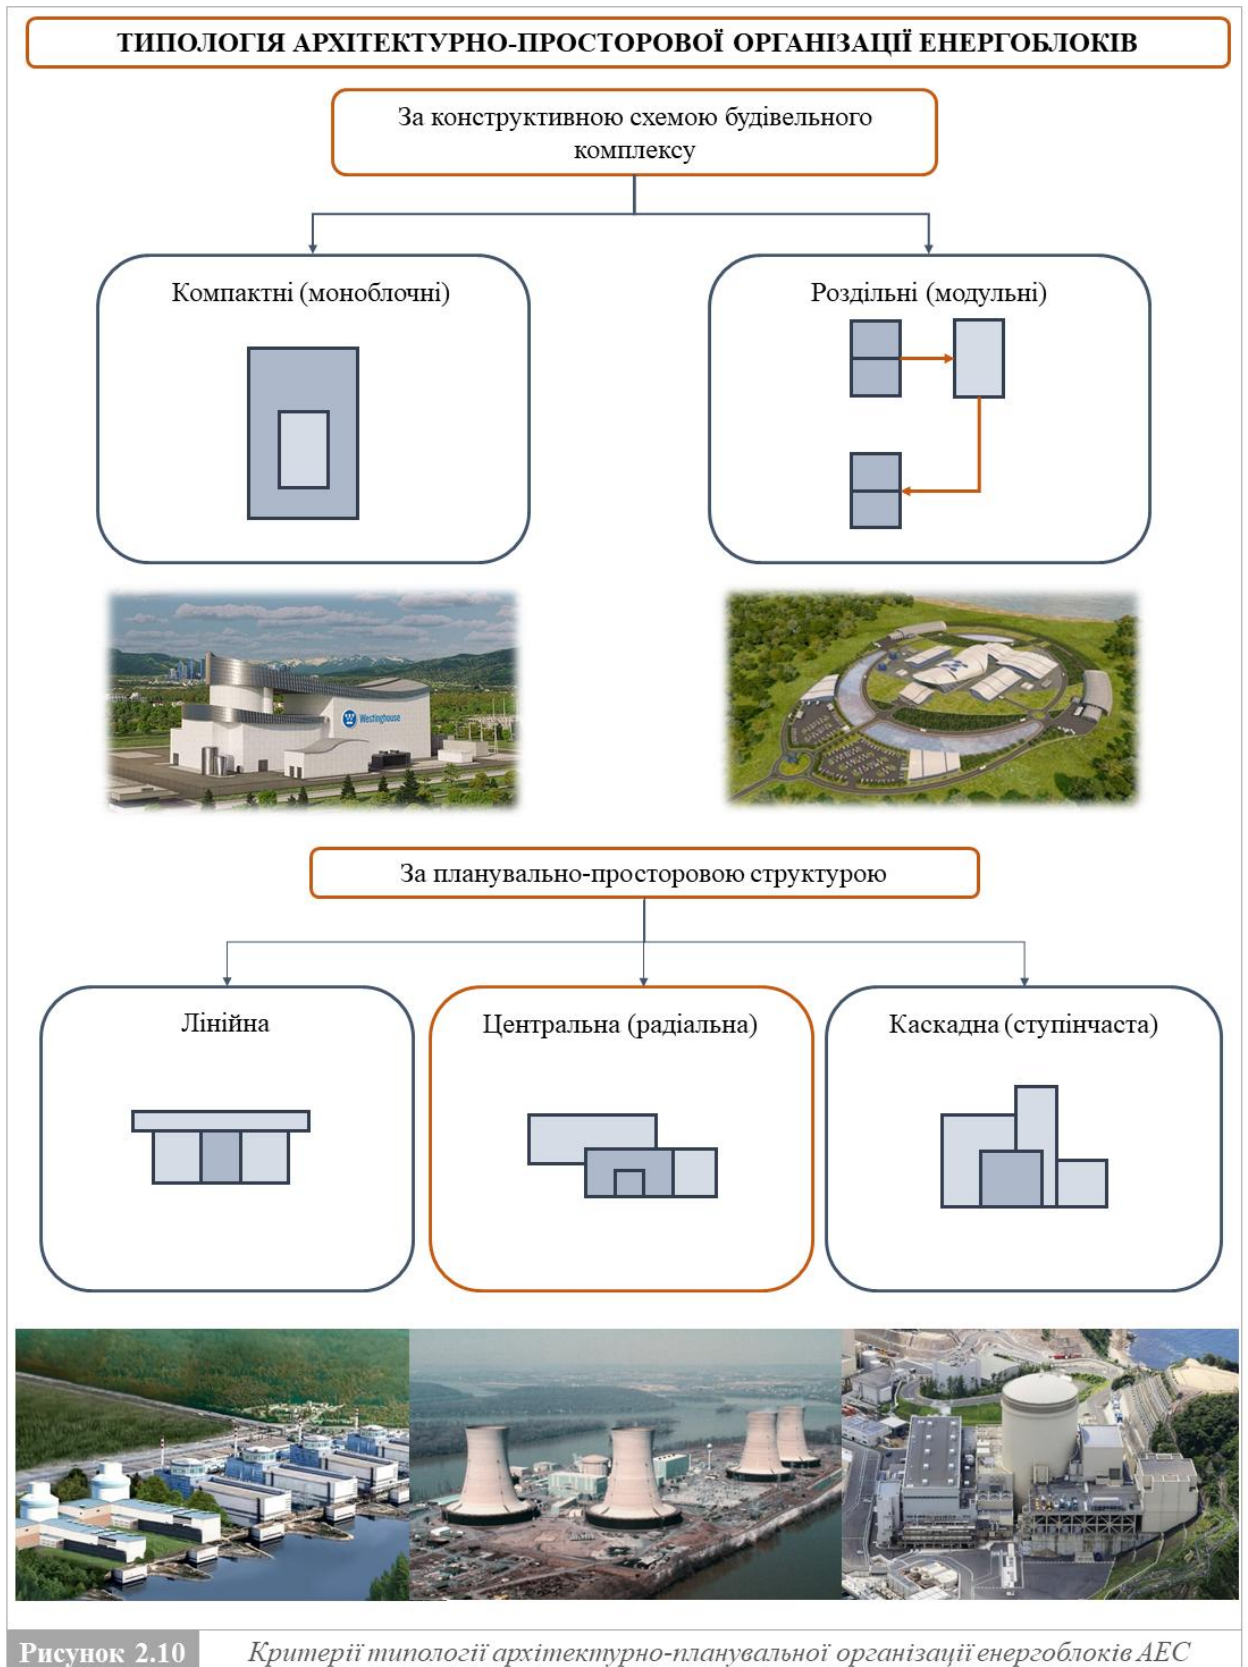 ТИПОЛОГІЯ АРХІТЕКТУРНО-ПРОСТОРОВОЇ ОРГАНІЗАЦІЇ ЕНЕРГОБЛОКІВ
За конструктивною схемою будівельного
комплексу
Компактні (моноблочні)
Роздільні (модульні)
Westinghouse
За планувально-просторовою структурою
Лінійна
Центральна (радіальна)
Каскадна (ступінчаста)
Рисунок 2.10
Критерії типології архітектурно-планувальної організації енергоблоків АЕС